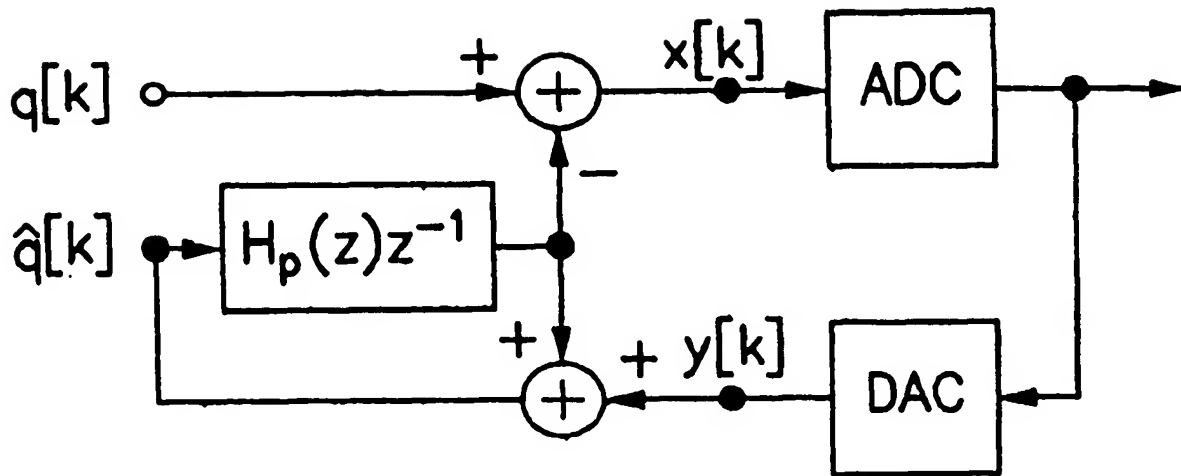 + x[k]
q[k] + ADC
−
q̂[k] H_p(z)z⁻¹
+ + y[k]
+ DAC